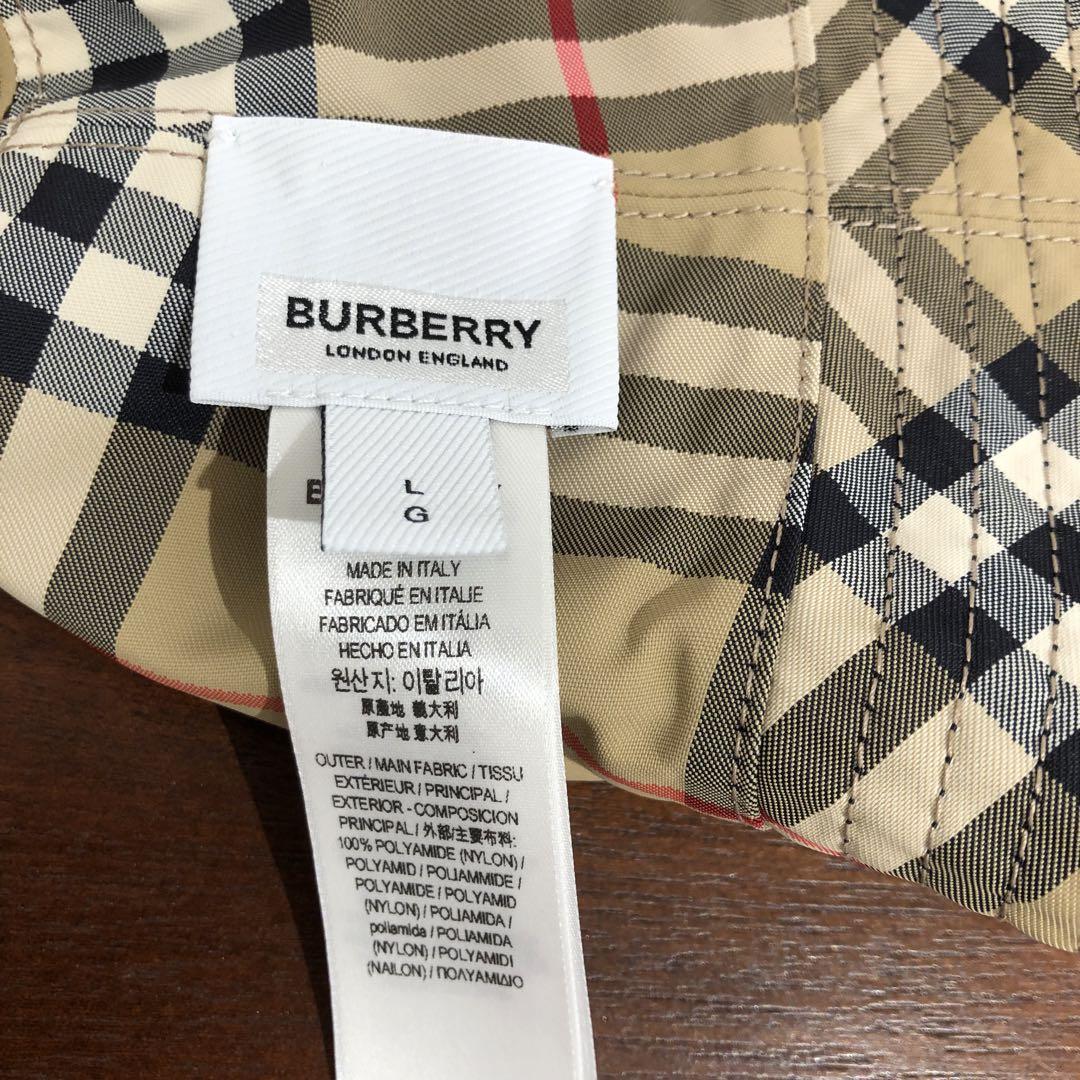 BURBERRY
LONDON ENGLAND
L
G
MADE IN ITALY
FABRIQUÉ EN ITALIE
FABRICADO EM ITÁLIA
HECHO EN ITALIA
원산지: 이탈리아
原產地 義大利
原产地 意大利
OUTER / MAIN FABRIC / TISSU
EXTÉRIEUR / PRINCIPAL /
EXTERIOR - COMPOSICION
PRINCIPAL / 外部/主要布料:
100% POLYAMIDE (NYLON) /
POLYAMID / POLIAMMIDE /
POLYAMIDE / POLYAMID
(NYLON) / POLIAMIDA /
poliamida / POLIAMIDA
(NYLON) / POLYAMIDI
(NAILON) / ΠΟΛΥΑΜΙΔΙΟ